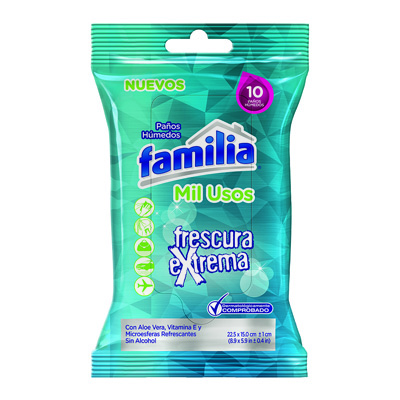 NUEVOS
10
PAÑOS
HÚMEDOS
Paños
Húmedos
familia
Mil Usos
frescura
eXtrema
Dermatológicamente
COMPROBADO
Con Aloe Vera, Vitamina E y
Microesferas Refrescantes
Sin Alcohol
22.5 x 15.0 cm ± 1 cm
(8.9 x 5.9 in ± 0.4 in)